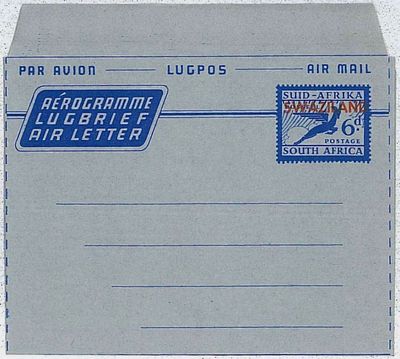 PAR AVION LUGPOS AIR MAIL
AÉROGRAMME
LUGBRIEF
AIR LETTER
SUID-AFRIKA
SWAZILAND
6d.
POSTAGE
SOUTH AFRICA